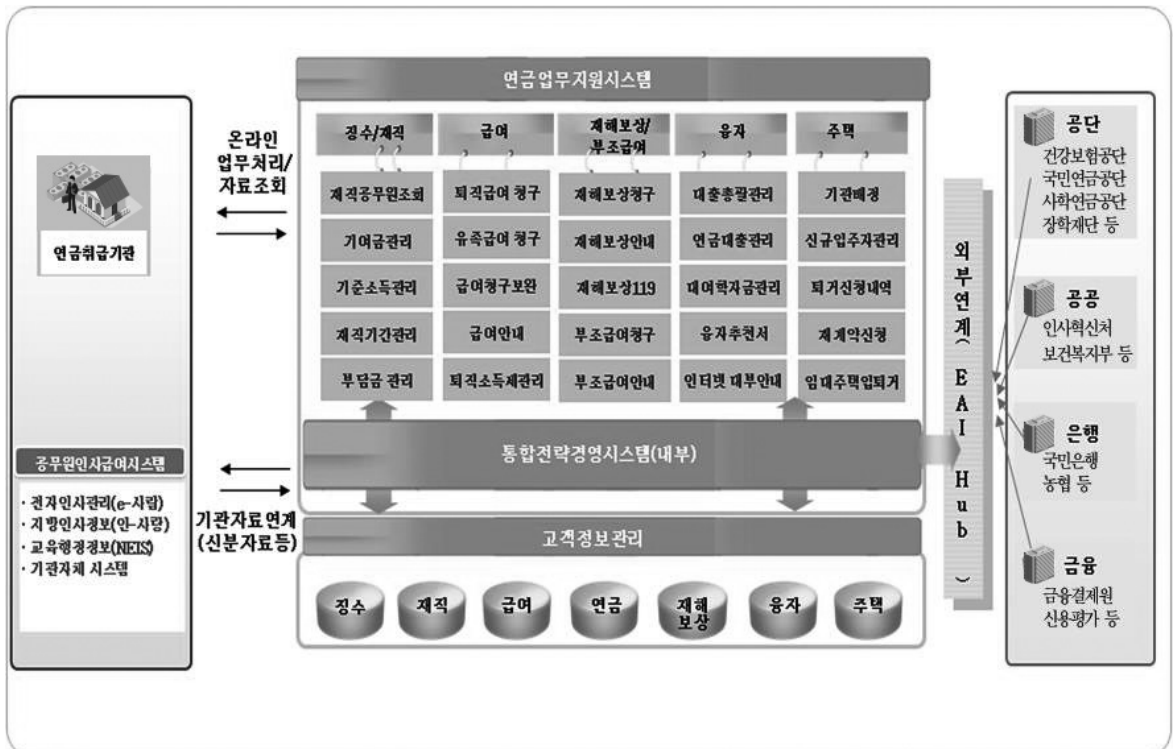 연금업무지원시스템
온라인
업무처리/
자료조회
연금취급기관
공무원인사급여시스템
· 전자인사관리(e-사람)
· 지방인사정보(인-사랑)
· 교육행정정보(NEIS)
· 기관자체 시스템
기관자료연계
(신분자료등)
징수/재직
재직공무원조회
기여금관리
기준소득관리
재직기간관리
부담금 관리
급여
퇴직급여 청구
유족급여 청구
급여청구보완
급여안내
퇴직소득세관리
재해보상/
부조급여
재해보상청구
재해보상안내
재해보상119
부조급여청구
부조급여안내
융자
대출총괄관리
연금대출관리
대여학자금관리
융자추천서
인터넷 대부안내
주택
기관배정
신규입주자관리
퇴거신청내역
재계약신청
임대주택입퇴거
통합전략경영시스템(내부)
고객정보관리
징수
재직
급여
연금
재해
보상
융자
주택
외부연계(EAI Hub)
공단
건강보험공단
국민연금공단
사학연금공단
장학재단 등
공공
인사혁신처
보건복지부 등
은행
국민은행
농협 등
금융
금융결제원
신용평가 등